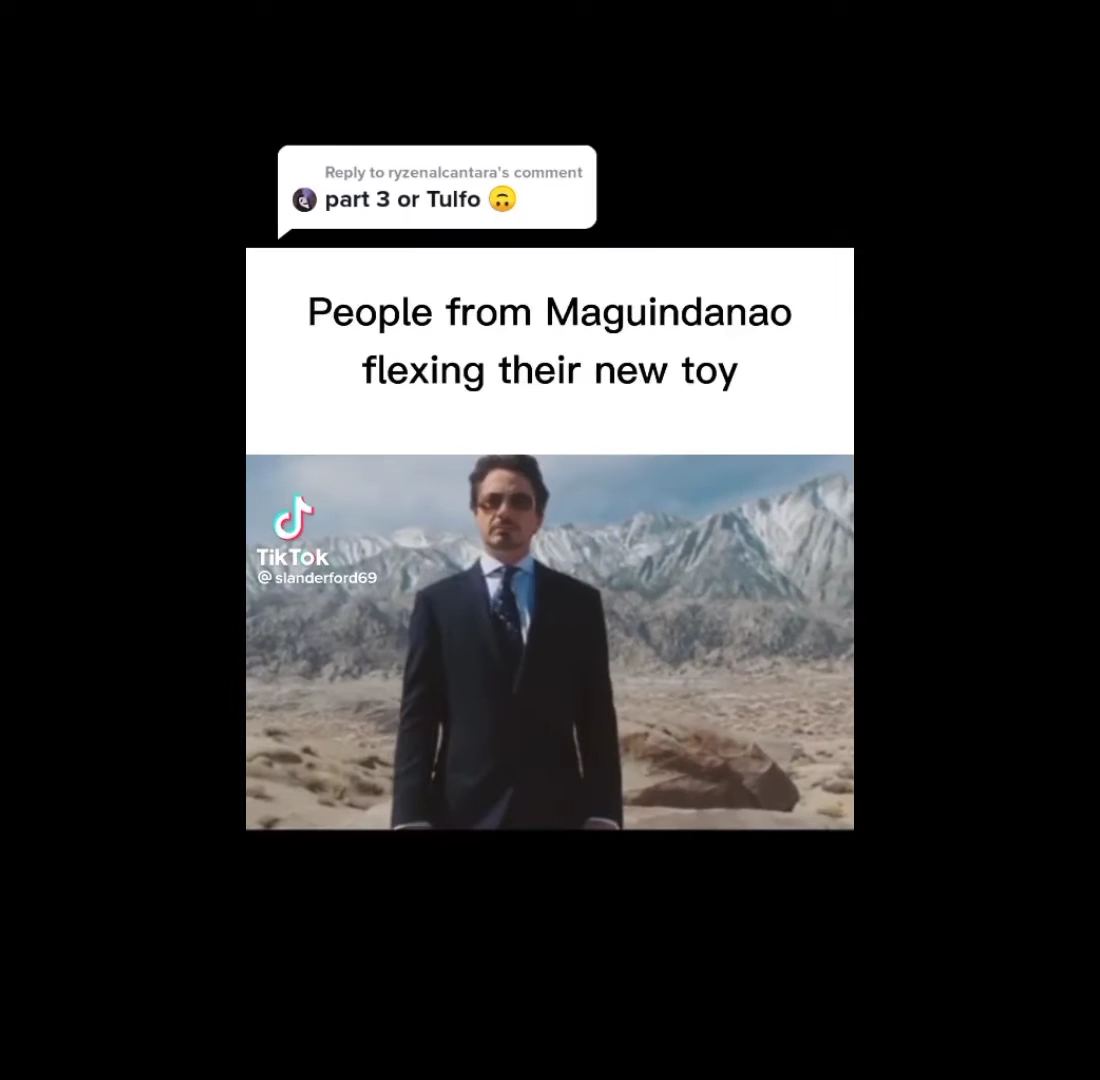 Reply to ryzenalcantara's comment
part 3 or Tulfo 🙃
People from Maguindanao
flexing their new toy
TikTok
@slanderford69